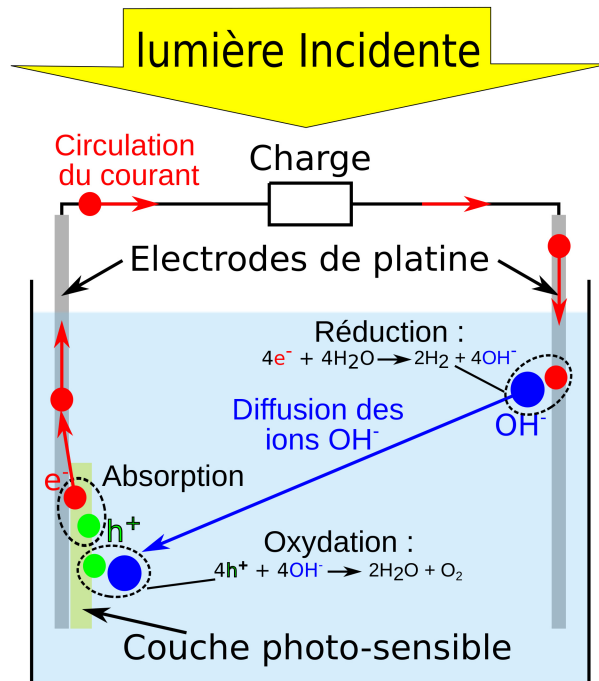 lumière Incidente
Circulation
du courant
Charge
Electrodes de platine
Réduction :
4e⁻ + 4H₂O → 2H₂ + 4OH⁻
Diffusion des
ions OH⁻
OH⁻
e⁻
Absorption
h⁺
Oxydation :
4h⁺ + 4OH⁻ → 2H₂O + O₂
Couche photo-sensible